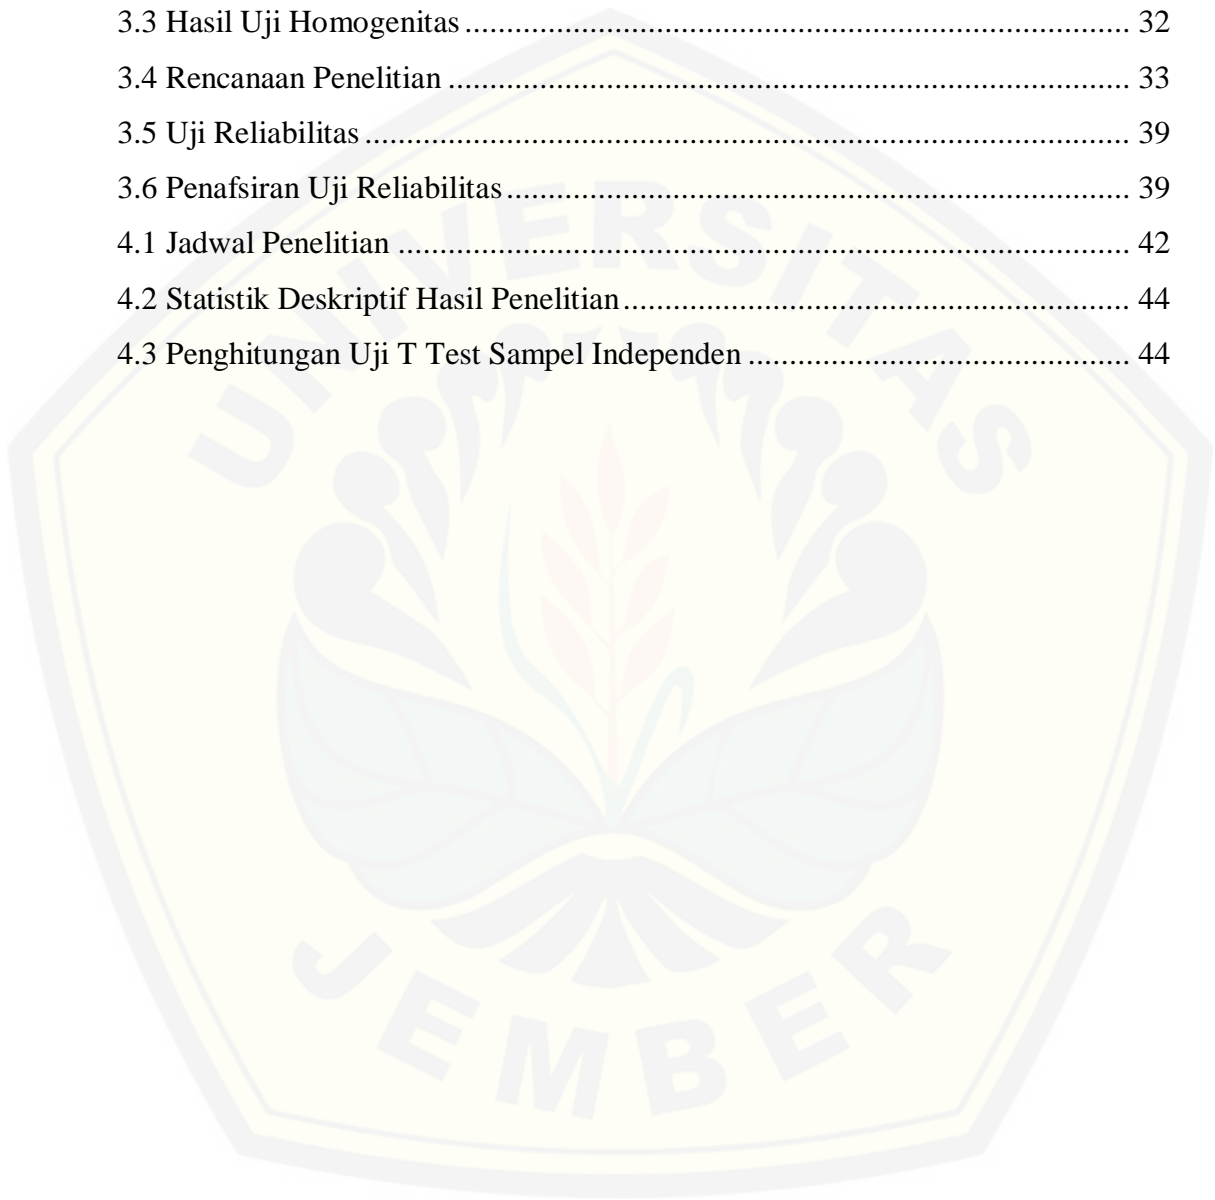 3.3 Hasil Uji Homogenitas ........................................................................... 32
3.4 Rencanaan Penelitian ............................................................................. 33
3.5 Uji Reliabilitas ....................................................................................... 39
3.6 Penafsiran Uji Reliabilitas ...................................................................... 39
4.1 Jadwal Penelitian ................................................................................... 42
4.2 Statistik Deskriptif Hasil Penelitian ......................................................... 44
4.3 Penghitungan Uji T Test Sampel Independen ........................................... 44
UNIVERSITAS
JEMBER